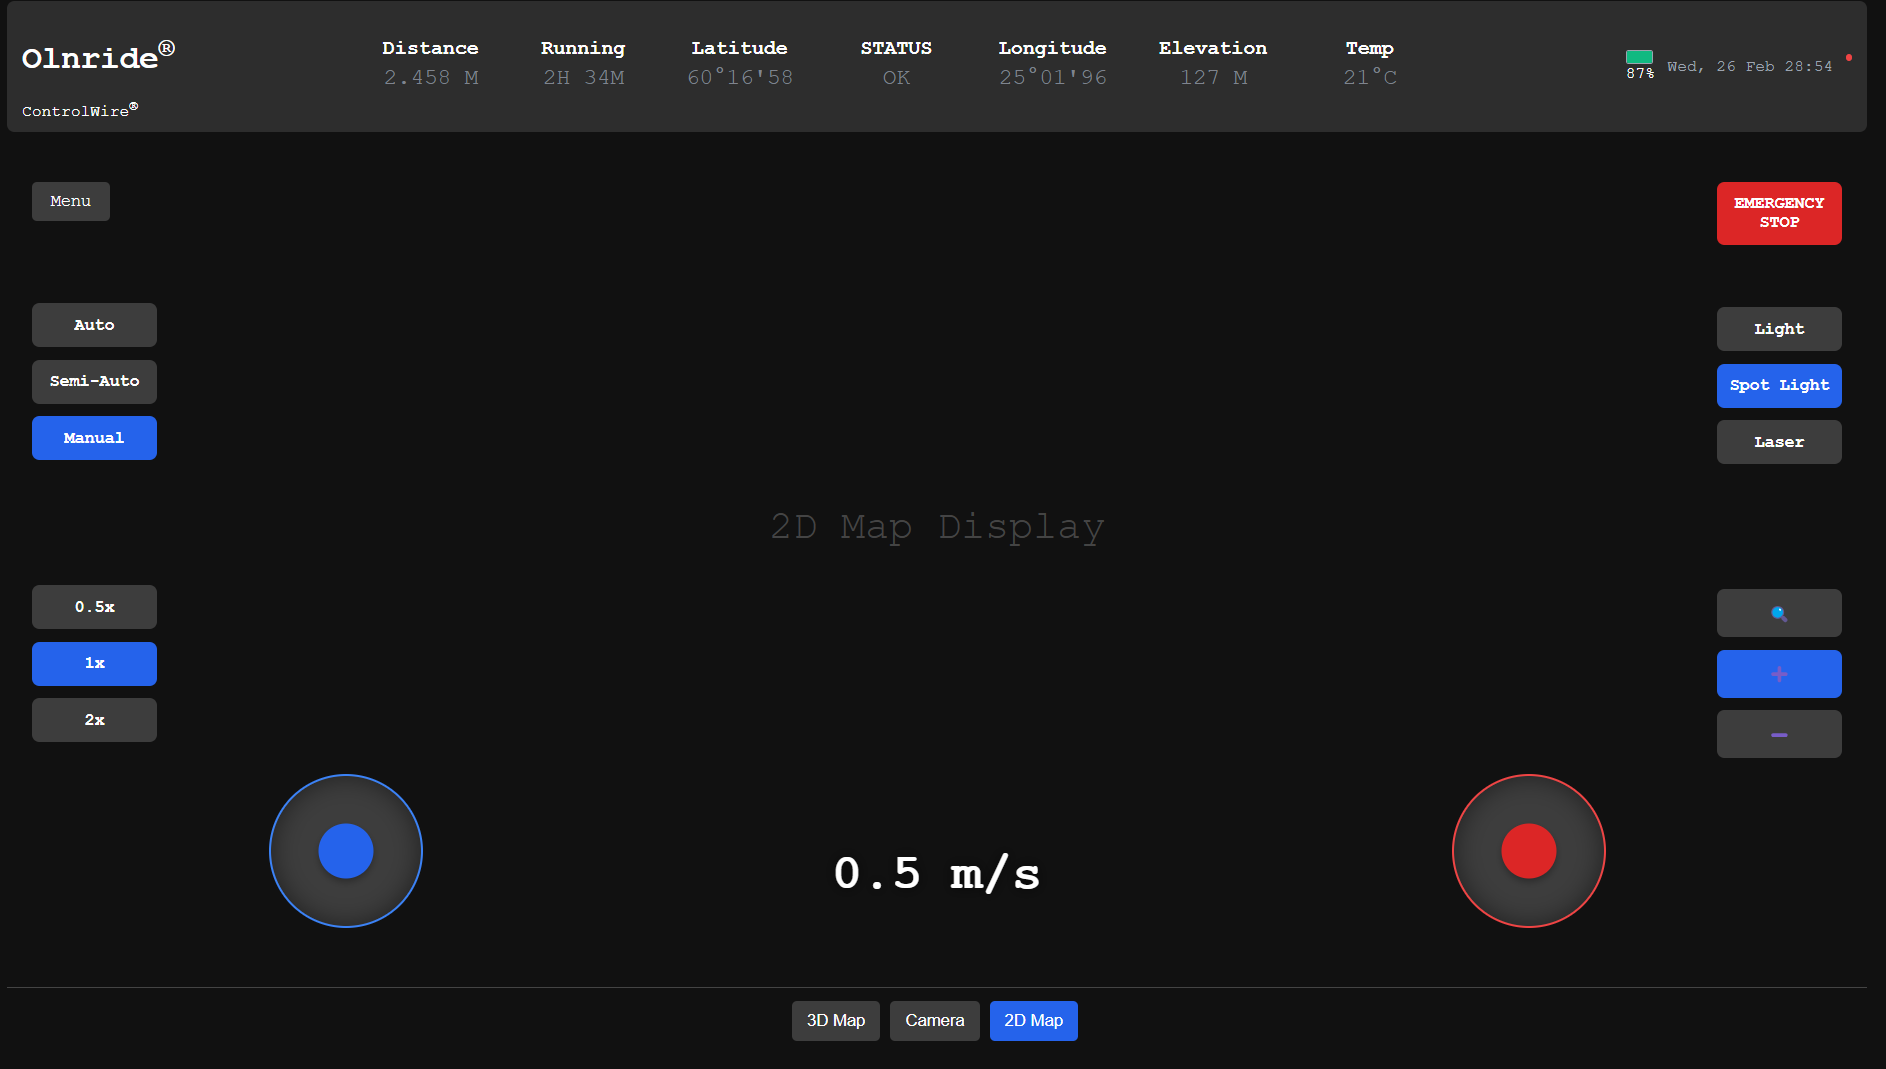 Olnride®
ControlWire®
Distance
2.458 M
Running
2H 34M
Latitude
60°16'58
STATUS
OK
Longitude
25°01'96
Elevation
127 M
Temp
21°C
87%
Wed, 26 Feb 28:54
Menu
EMERGENCY
STOP
Auto
Semi-Auto
Manual
Light
Spot Light
Laser
2D Map Display
0.5x
1x
2x
+
−
0.5 m/s
3D Map
Camera
2D Map